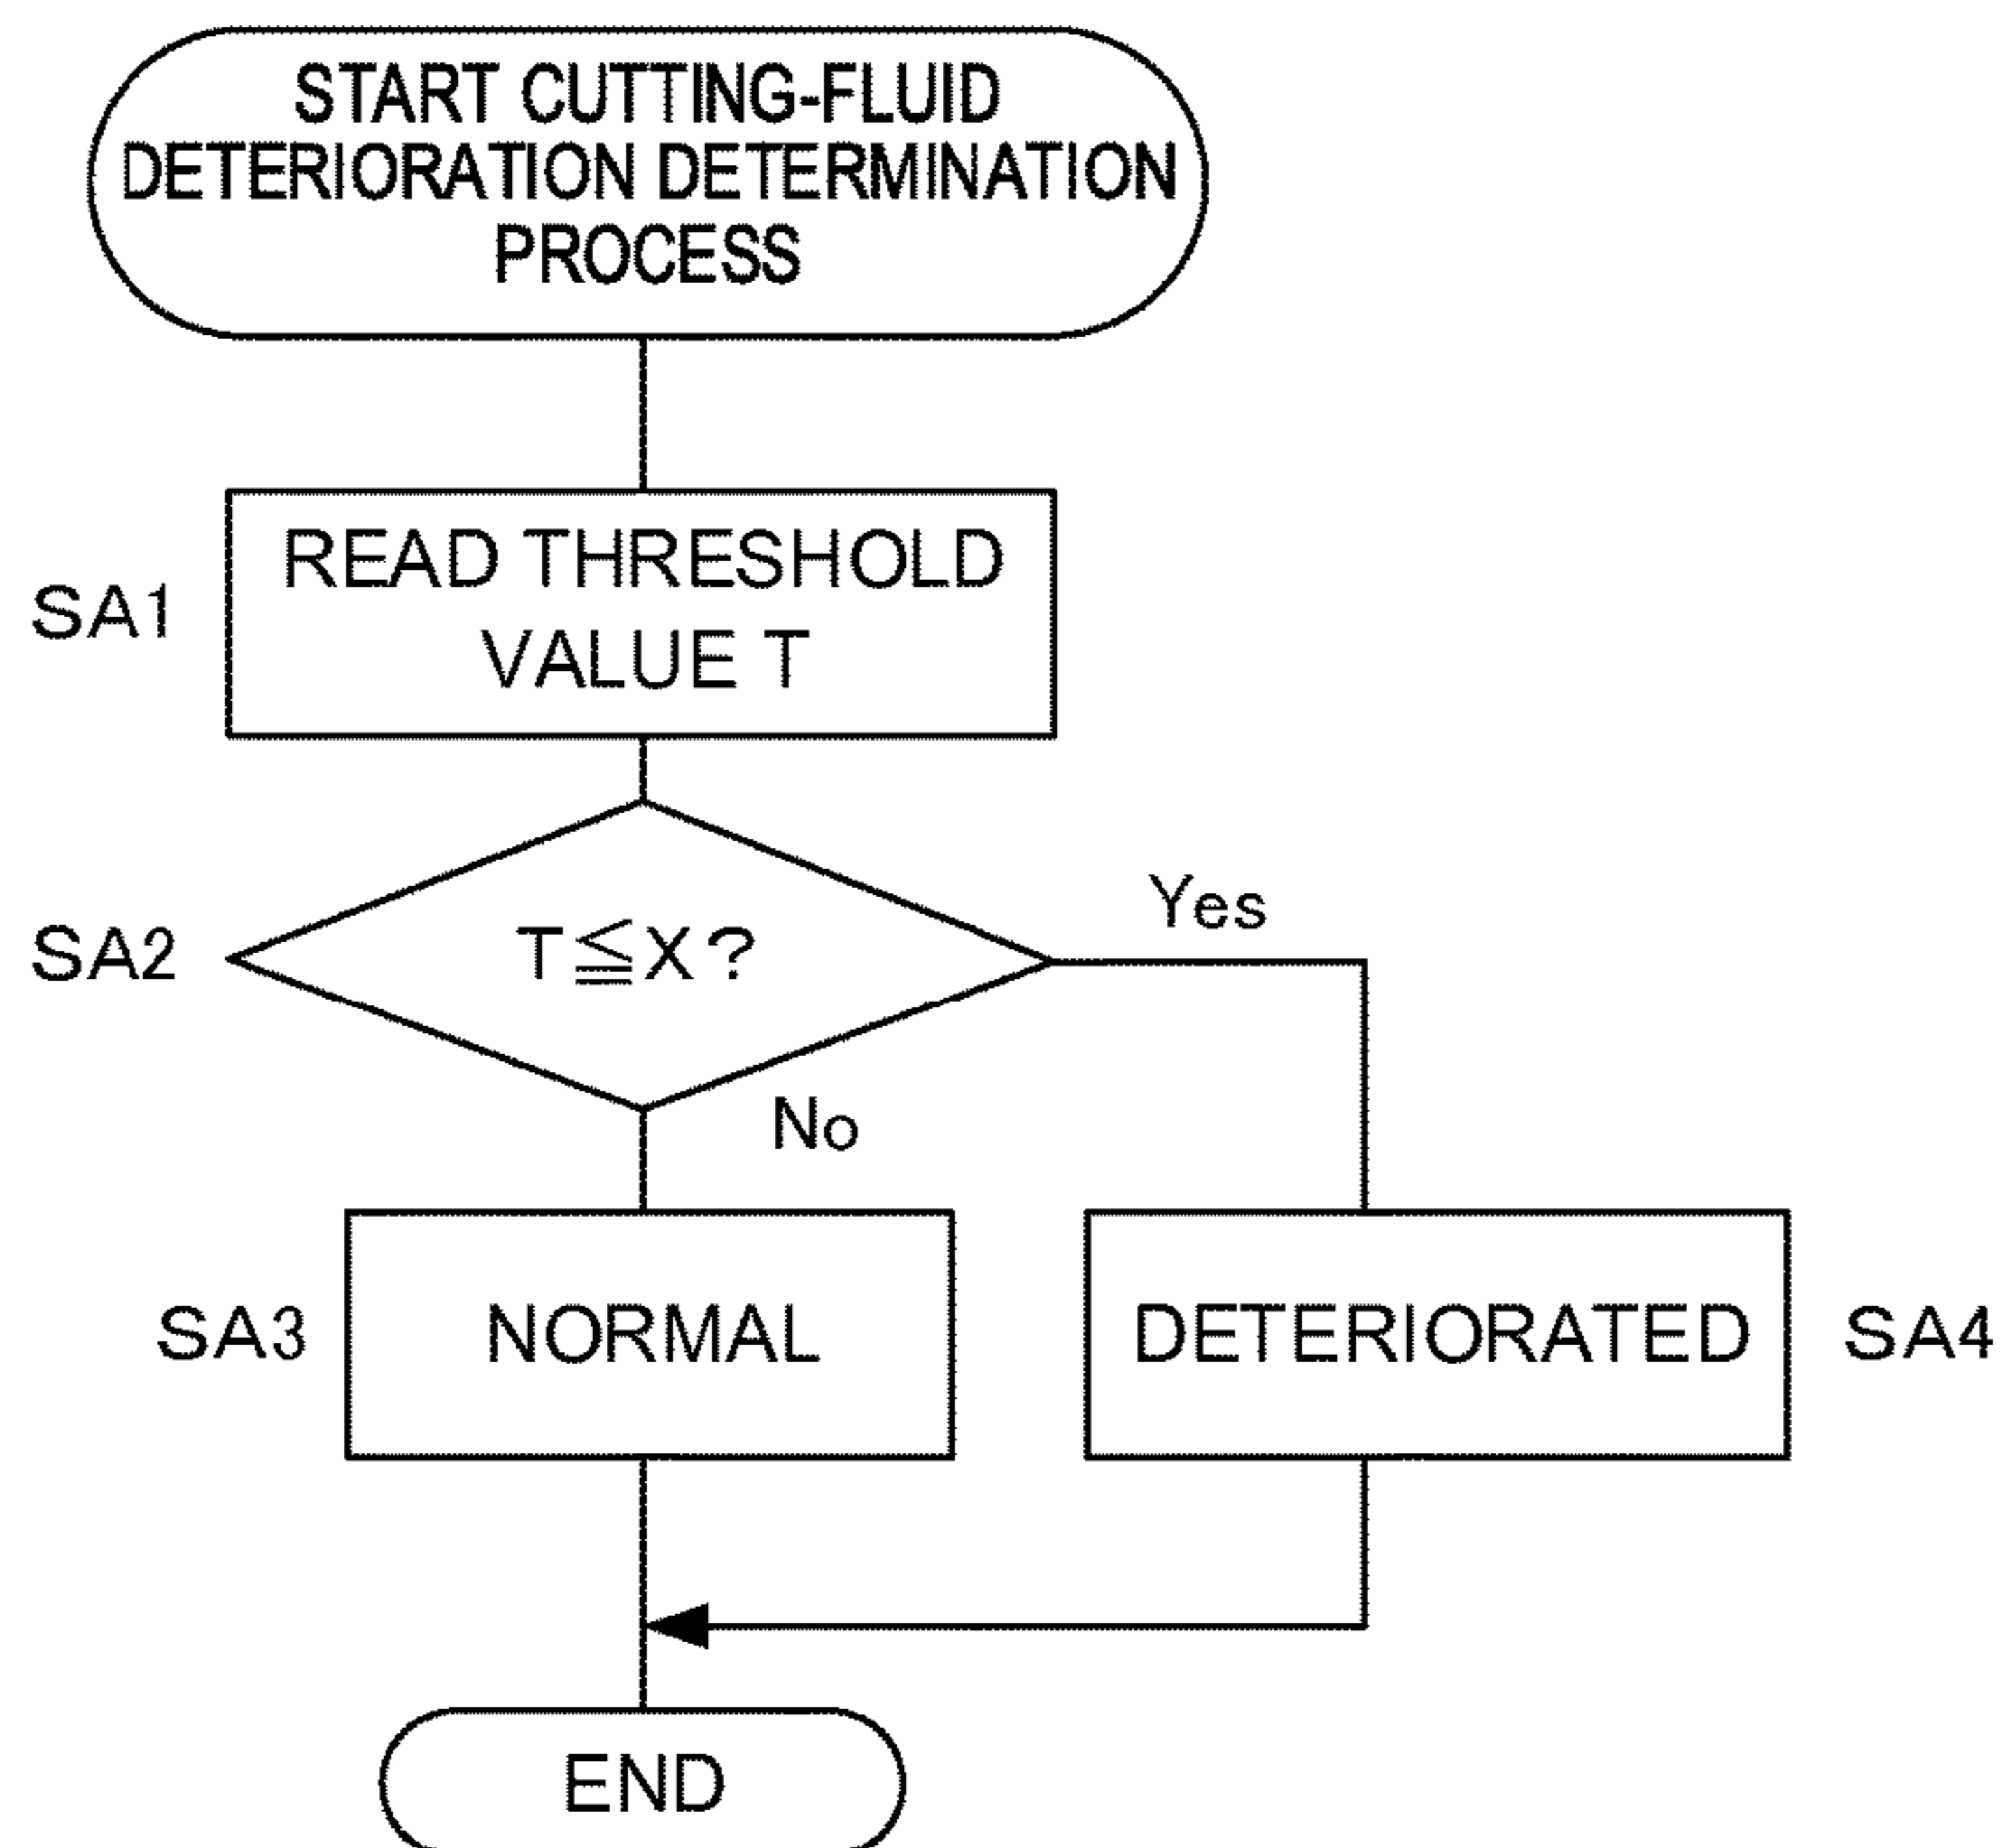 START CUTTING-FLUID
DETERIORATION DETERMINATION
PROCESS
SA1
READ THRESHOLD
VALUE T
SA2
T≦X?
Yes
No
SA3
NORMAL
DETERIORATED
SA4
END